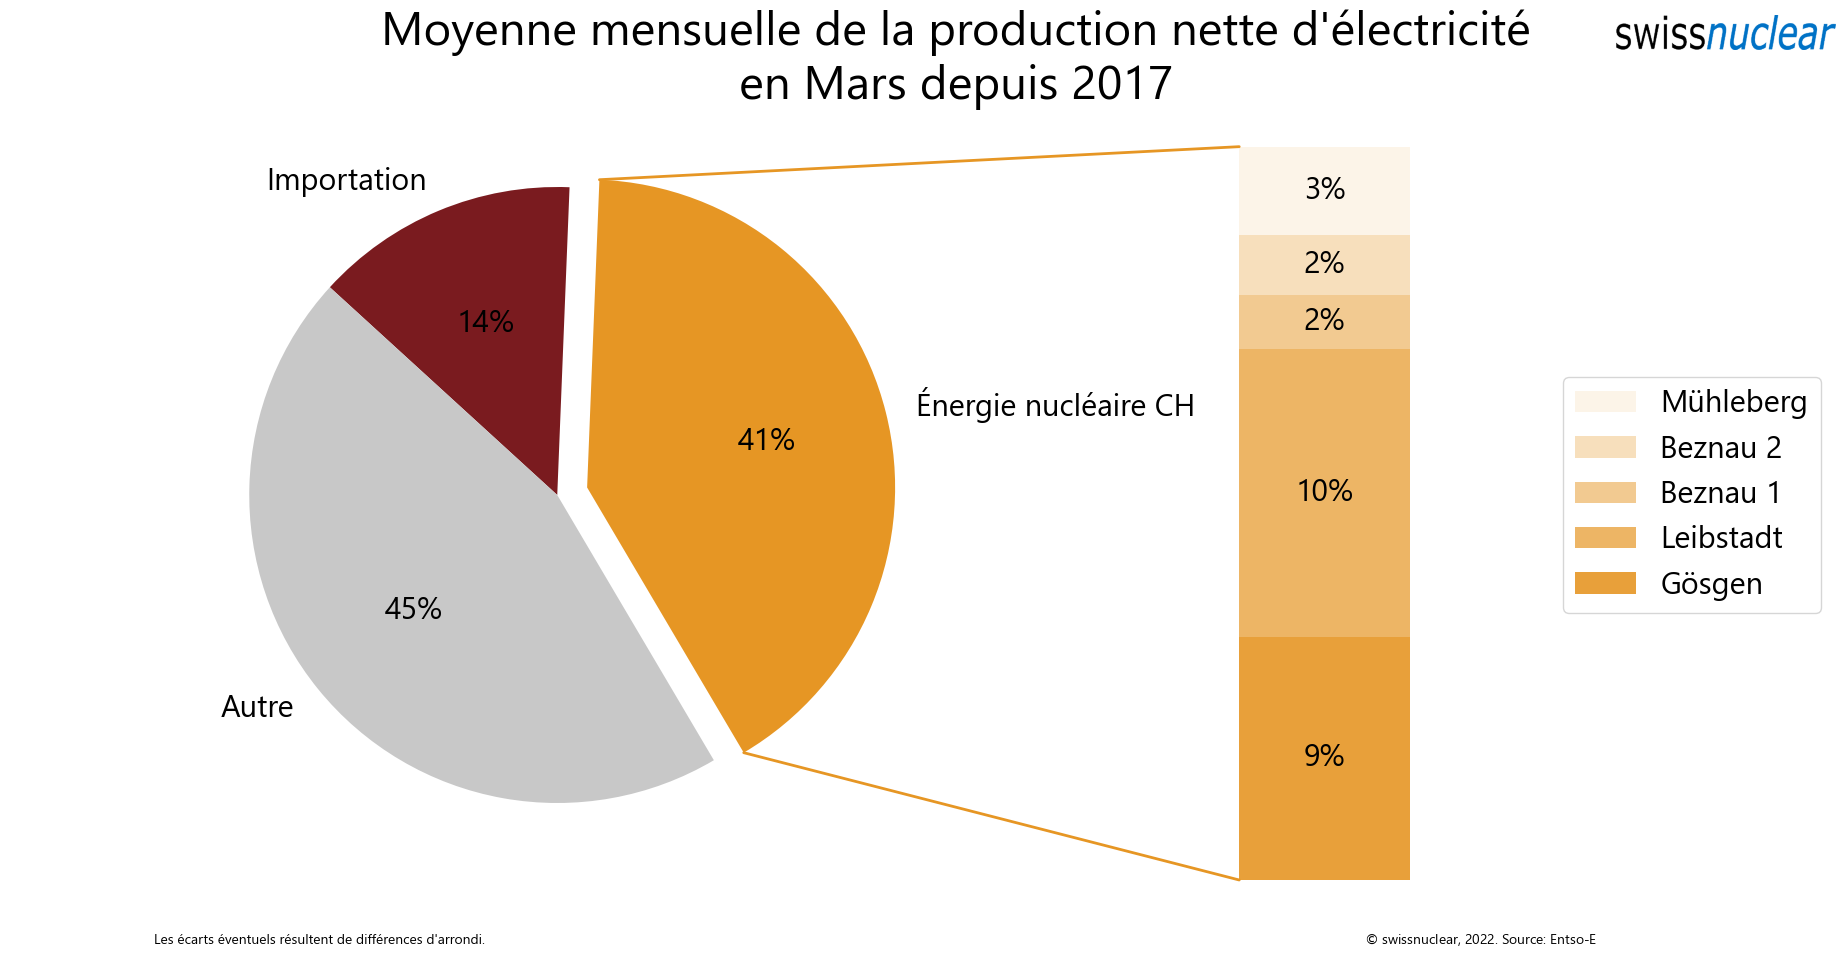 Moyenne mensuelle de la production nette d'électricité
en Mars depuis 2017
swissnuclear
Importation
14%
Énergie nucléaire CH
41%
45%
Autre
3%
2%
2%
10%
9%
Mühleberg
Beznau 2
Beznau 1
Leibstadt
Gösgen
Les écarts éventuels résultent de différences d'arrondi.
© swissnuclear, 2022. Source: Entso-E